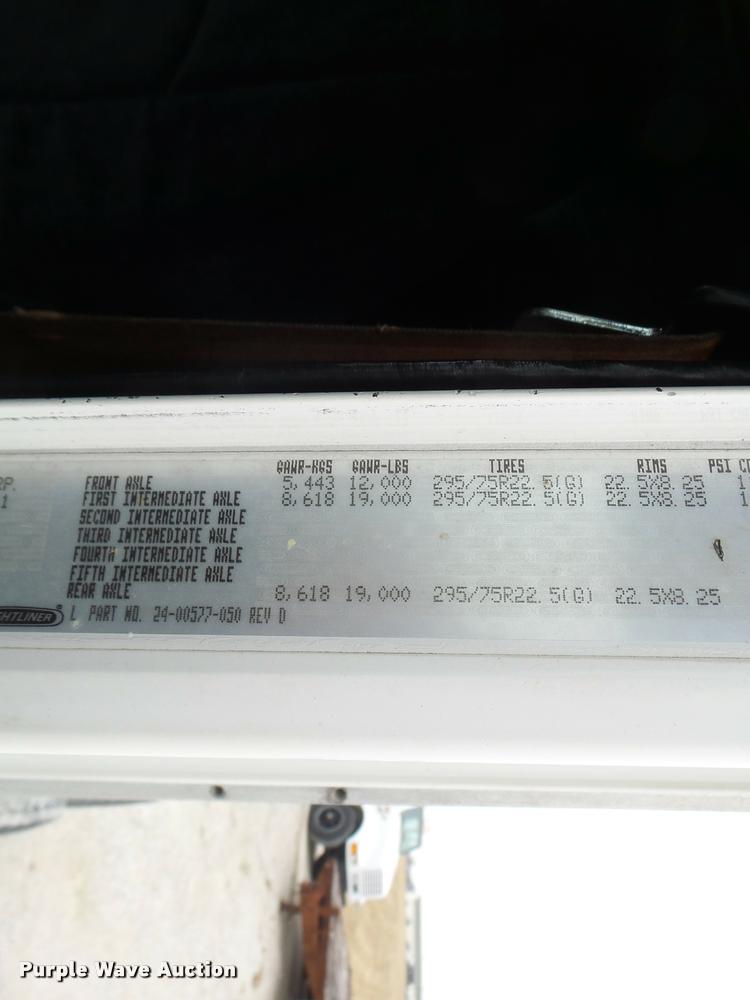 GAWR-KGS GAWR-LBS TIRES RIMS PSI
FRONT AXLE 5,443 12,000 295/75R22.5(G) 22.5X8.25
FIRST INTERMEDIATE AXLE 8,618 19,000 295/75R22.5(G) 22.5X8.25
SECOND INTERMEDIATE AXLE
THIRD INTERMEDIATE AXLE
FOURTH INTERMEDIATE AXLE
FIFTH INTERMEDIATE AXLE
REAR AXLE 8,618 19,000 295/75R22.5(G) 22.5X8.25
L PART NO. 24-00577-050 REV D
Purple Wave Auction